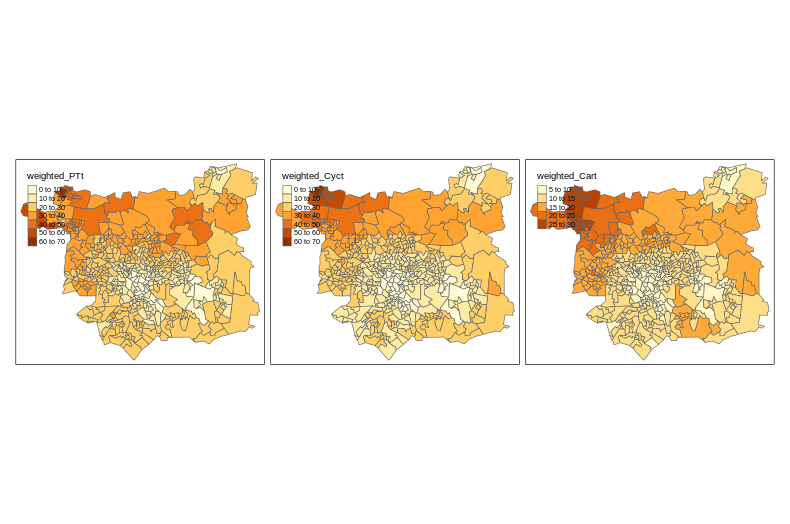 weighted_PTt
0 to 10
10 to 20
20 to 30
30 to 40
40 to 50
50 to 60
60 to 70
weighted_Cyct
0 to 10
10 to 20
20 to 30
30 to 40
40 to 50
50 to 60
60 to 70
weighted_Cart
5 to 10
10 to 15
15 to 20
20 to 25
25 to 30